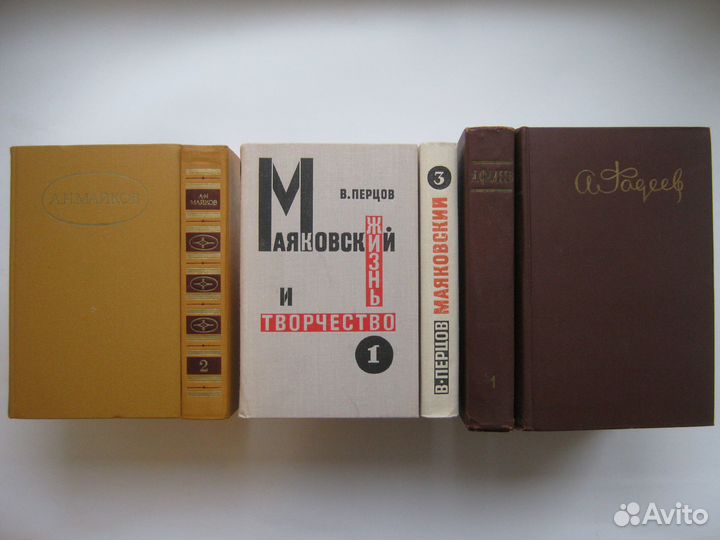 А.Н.МАЙКОВ
А·Н
МАЙКОВ
2
В.ПЕРЦОВ
МАЯКОВСКИЙ
ЖИЗНЬ
И
ТВОРЧЕСТВО
1
В·ПЕРЦОВ МАЯКОВСКИЙ 3
1
А.Фадеев
Avito